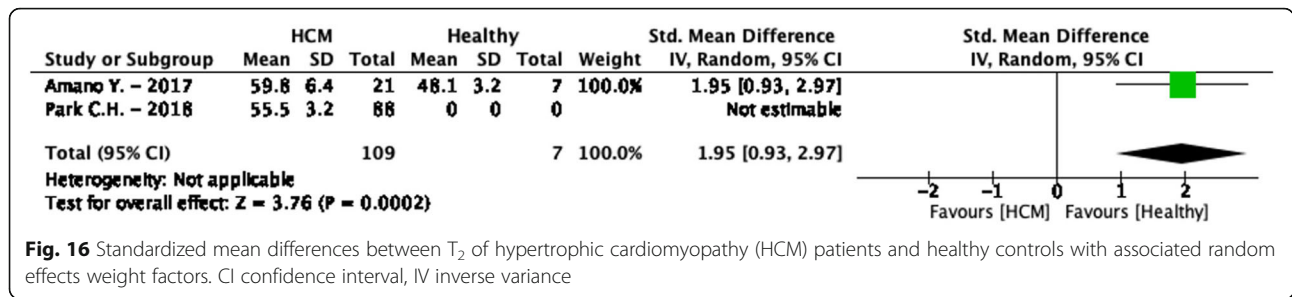 HCM Healthy Std. Mean Difference Std. Mean Difference
Study or Subgroup Mean SD Total Mean SD Total Weight IV, Random, 95% CI IV, Random, 95% CI
Amano Y. – 2017 59.8 6.4 21 48.1 3.2 7 100.0% 1.95 [0.93, 2.97]
Park C.H. – 2018 55.5 3.2 88 0 0 0 Not estimable
Total (95% CI) 109 7 100.0% 1.95 [0.93, 2.97]
Heterogeneity: Not applicable
Test for overall effect: Z = 3.76 (P = 0.0002)
-2 -1 0 1 2
Favours [HCM] Favours [Healthy]
Fig. 16 Standardized mean differences between T2 of hypertrophic cardiomyopathy (HCM) patients and healthy controls with associated random
effects weight factors. CI confidence interval, IV inverse variance